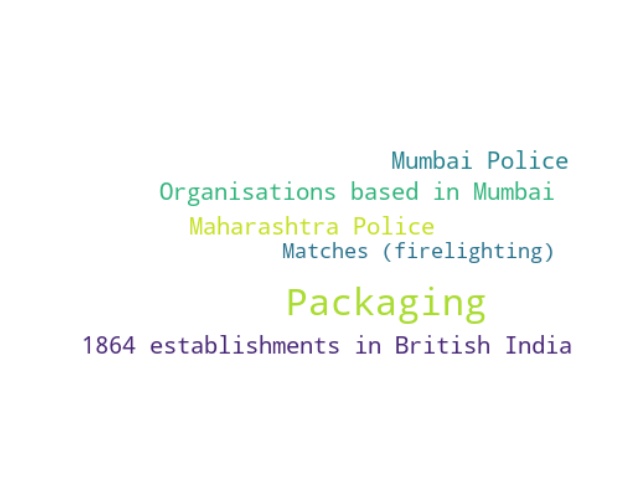 Mumbai Police
Organisations based in Mumbai
Maharashtra Police
Matches (firelighting)
Packaging
1864 establishments in British India